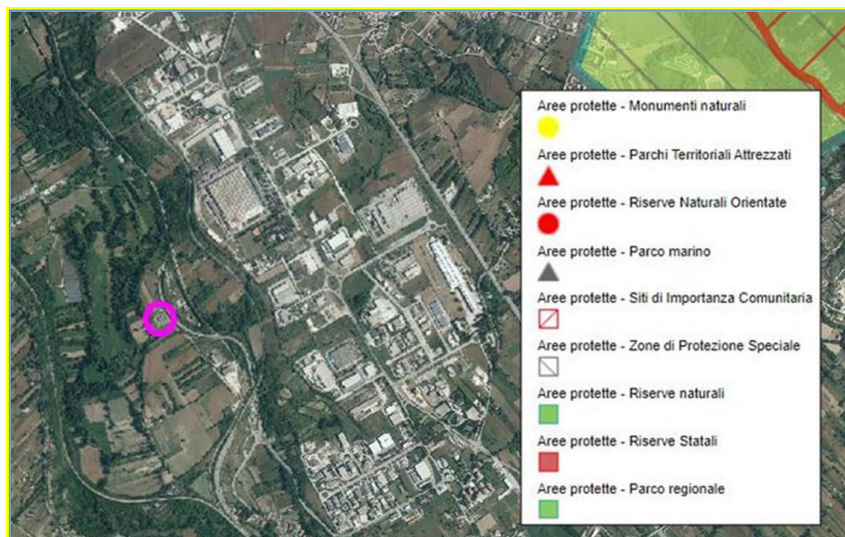 Aree protette - Monumenti naturali
Aree protette - Parchi Territoriali Attrezzati
Aree protette - Riserve Naturali Orientate
Aree protette - Parco marino
Aree protette - Siti di Importanza Comunitaria
Aree protette - Zone di Protezione Speciale
Aree protette - Riserve naturali
Aree protette - Riserve Statali
Aree protette - Parco regionale